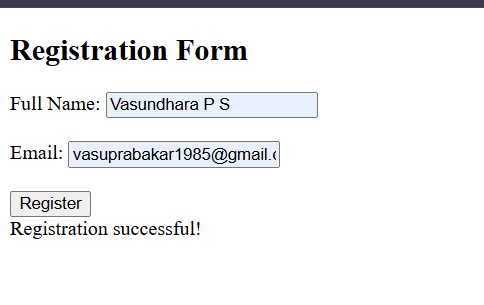 Registration Form
Full Name: Vasundhara P S
Email: vasuprabakar1985@gmail.
Register
Registration successful!